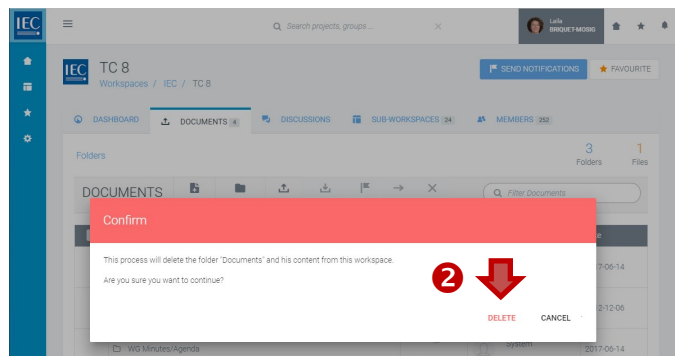 IEC
Search projects, groups ...
Laila
BRIQUET-MOSIG
IEC
TC 8
Workspaces / IEC / TC 8
SEND NOTIFICATIONS
FAVOURITE
DASHBOARD
DOCUMENTS 4
DISCUSSIONS
SUB-WORKSPACES 24
MEMBERS 252
Folders
3
Folders
1
Files
DOCUMENTS
Filter Documents
Confirm
This process will delete the folder "Documents" and his content from this workspace.
Are you sure you want to continue?
2
DELETE
CANCEL
7-06-14
2-12-06
WG Minutes/Agenda
System
2017-06-14